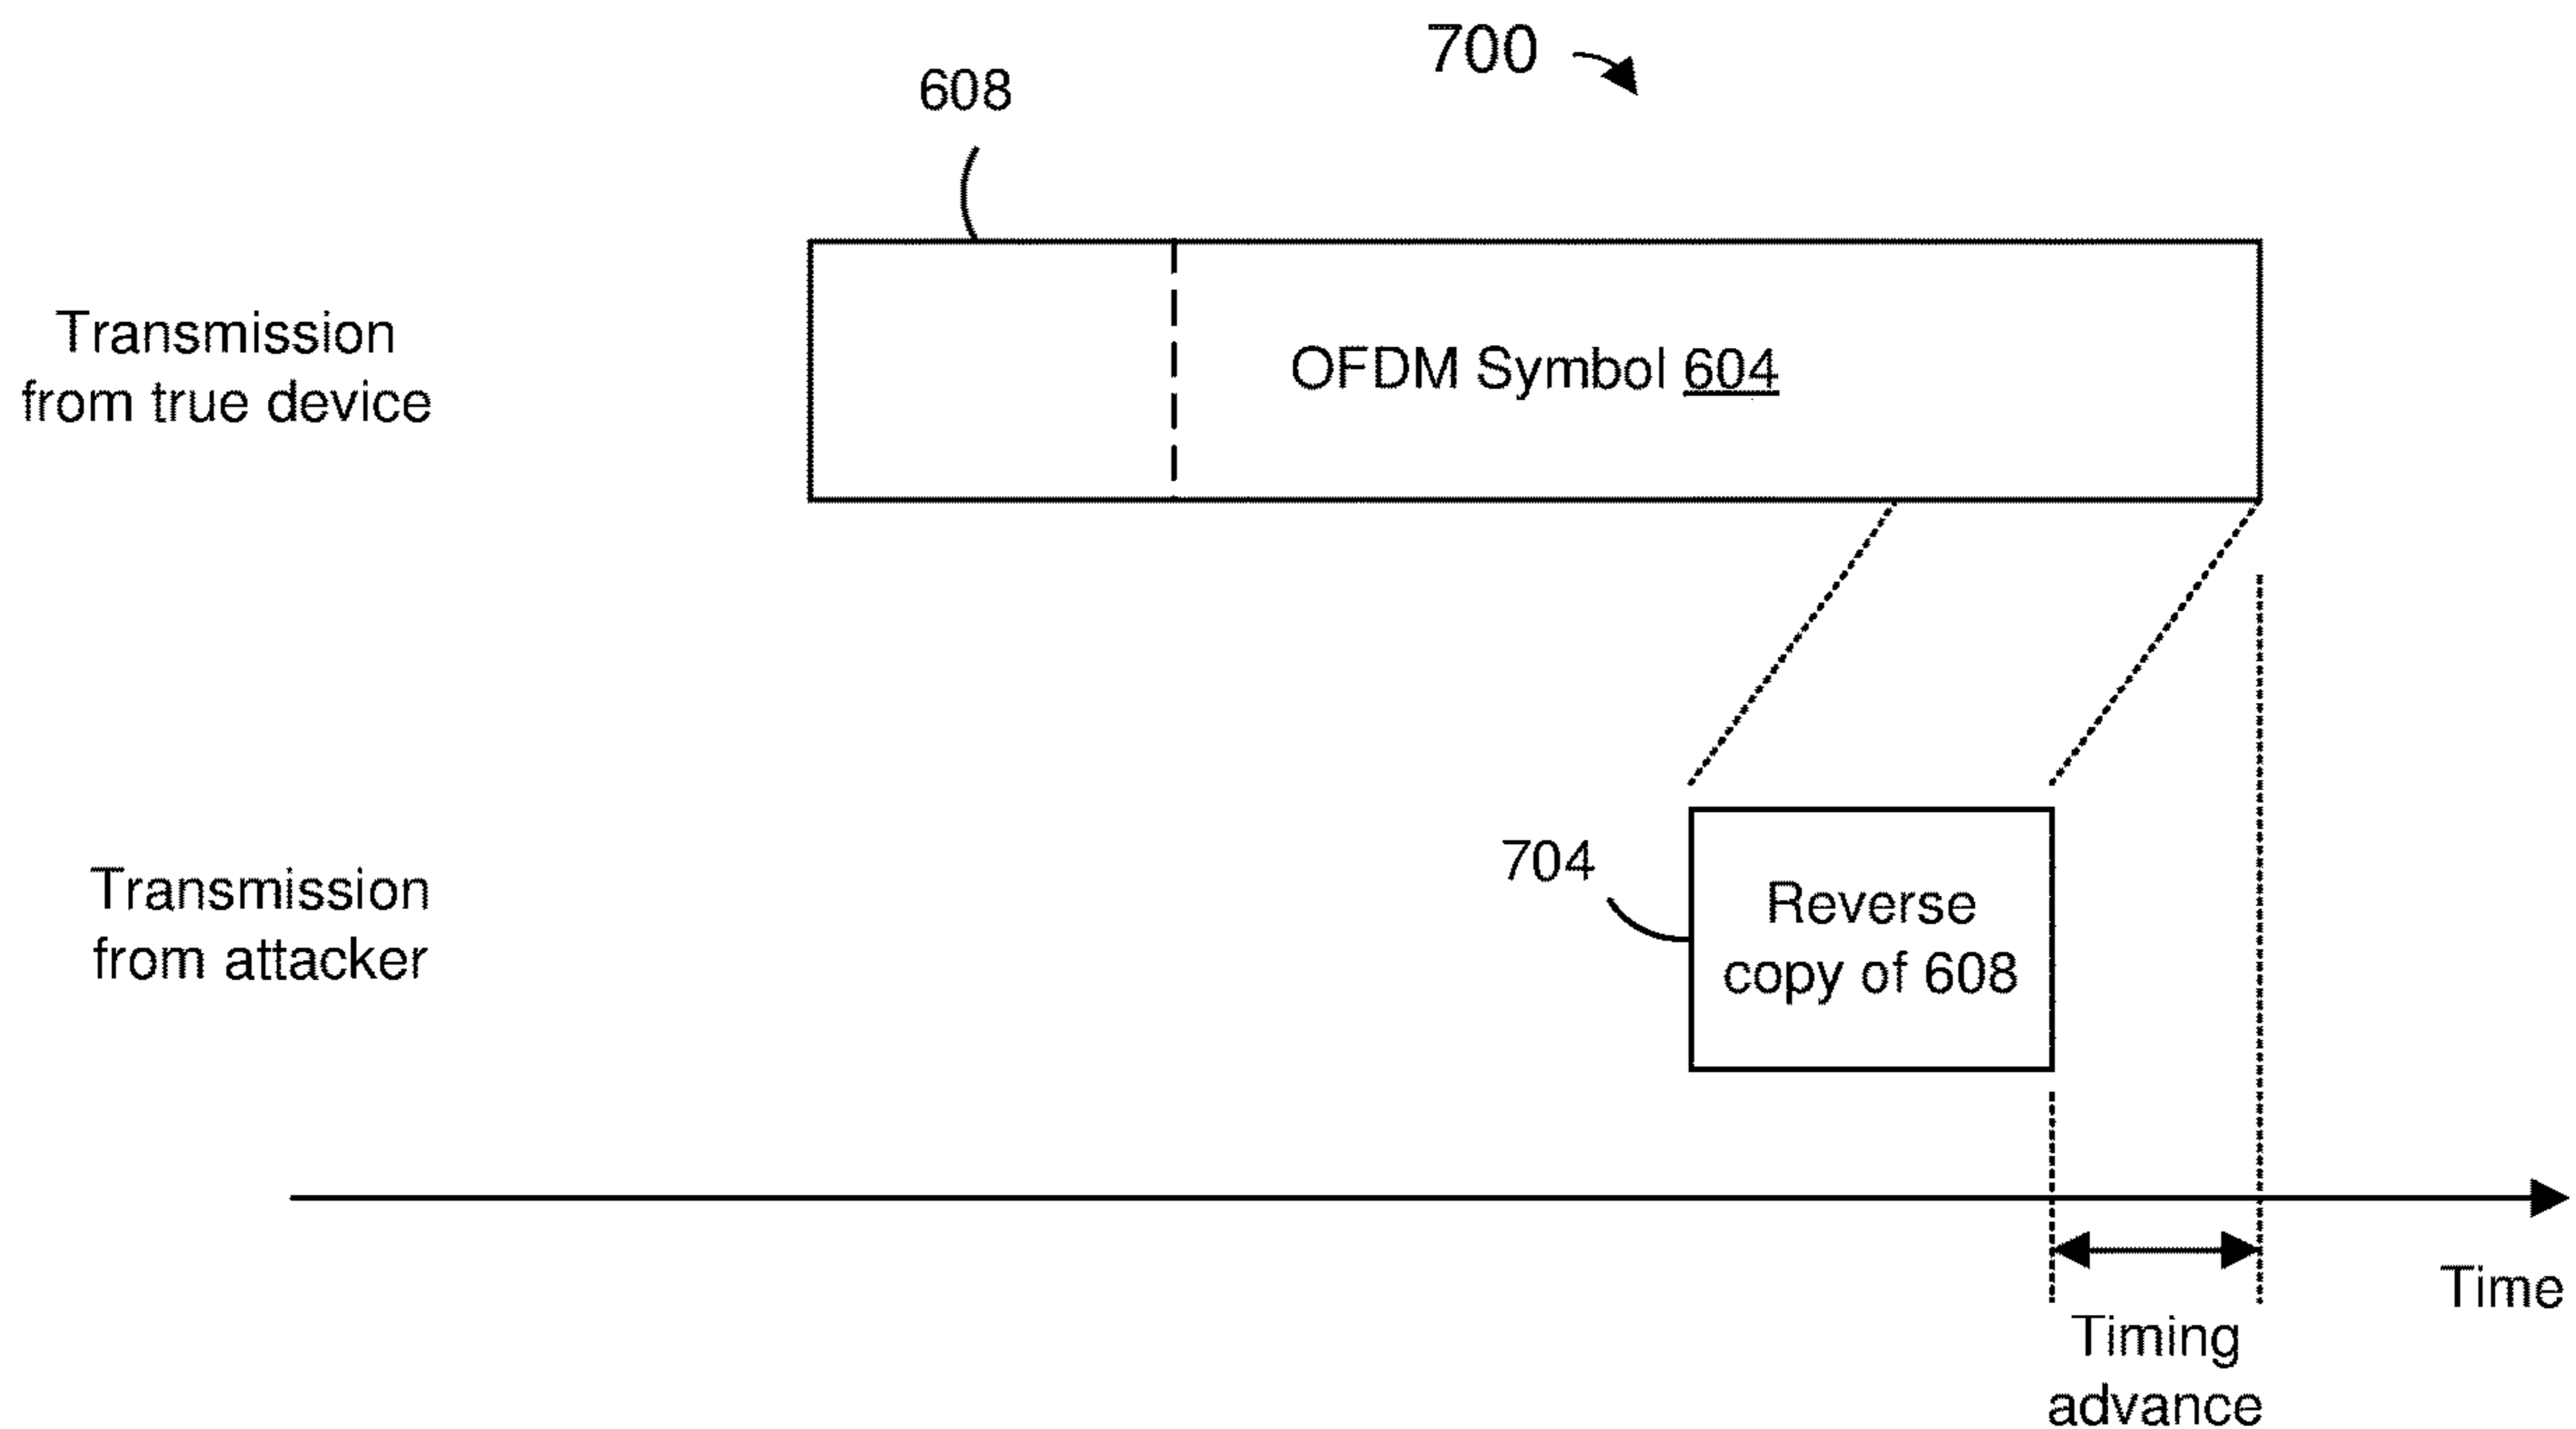 700
608
Transmission
from true device
OFDM Symbol 604
704
Reverse
copy of 608
Transmission
from attacker
Time
Timing
advance